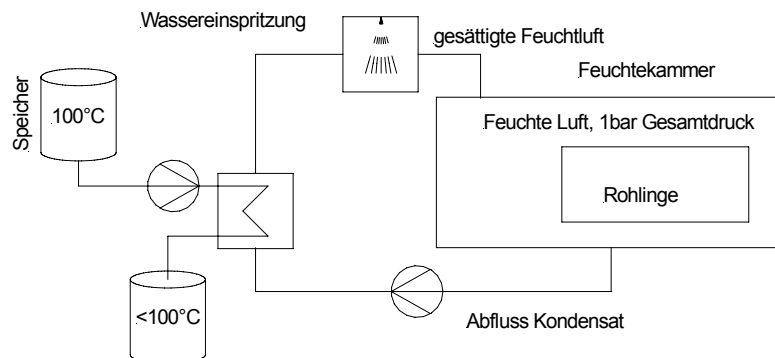 Wassereinspritzung
gesättigte Feuchtluft
Feuchtekammer
Speicher
100°C
Feuchte Luft, 1bar Gesamtdruck
Rohlinge
<100°C
Abfluss Kondensat